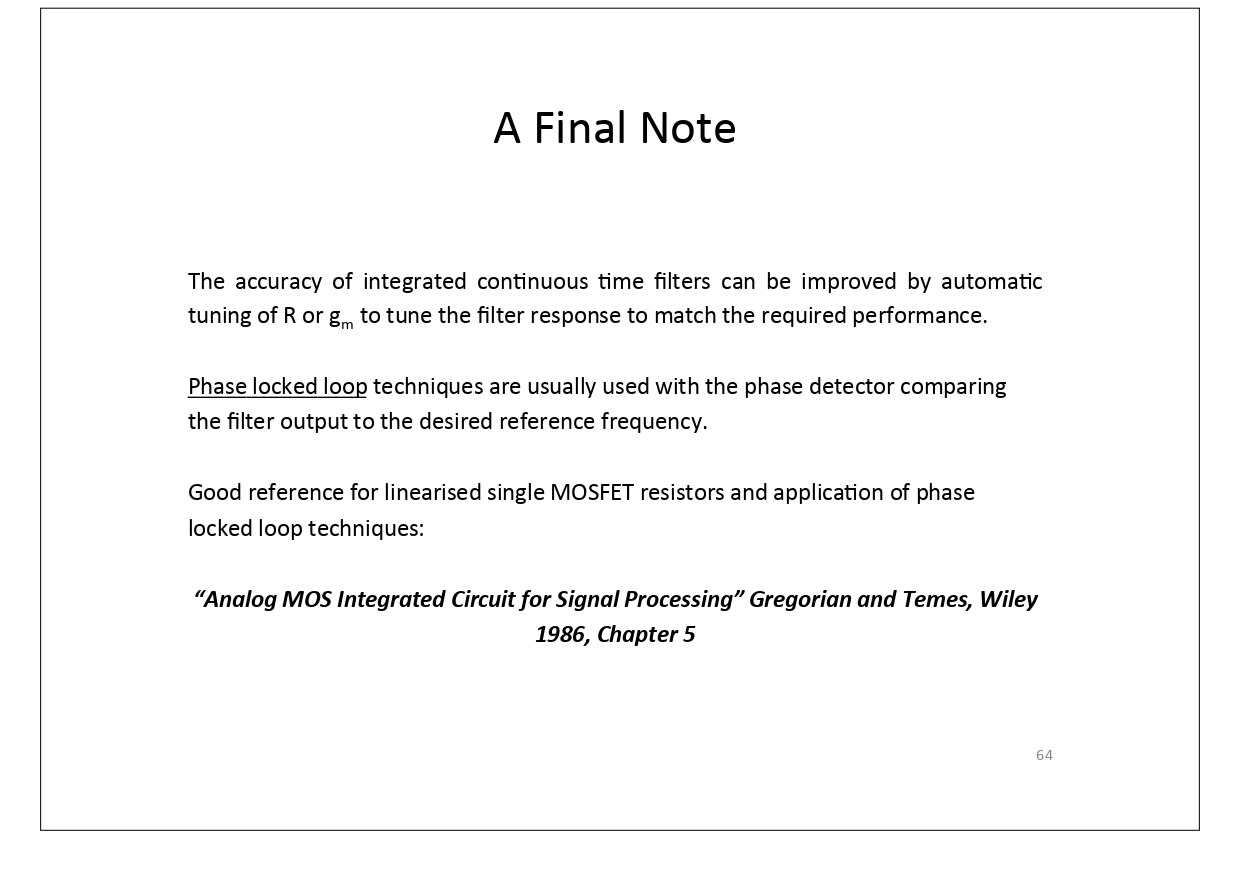 A Final Note
The accuracy of integrated continuous time filters can be improved by automatic
tuning of R or gm to tune the filter response to match the required performance.
Phase locked loop techniques are usually used with the phase detector comparing
the filter output to the desired reference frequency.
Good reference for linearised single MOSFET resistors and application of phase
locked loop techniques:
“Analog MOS Integrated Circuit for Signal Processing” Gregorian and Temes, Wiley
1986, Chapter 5
64